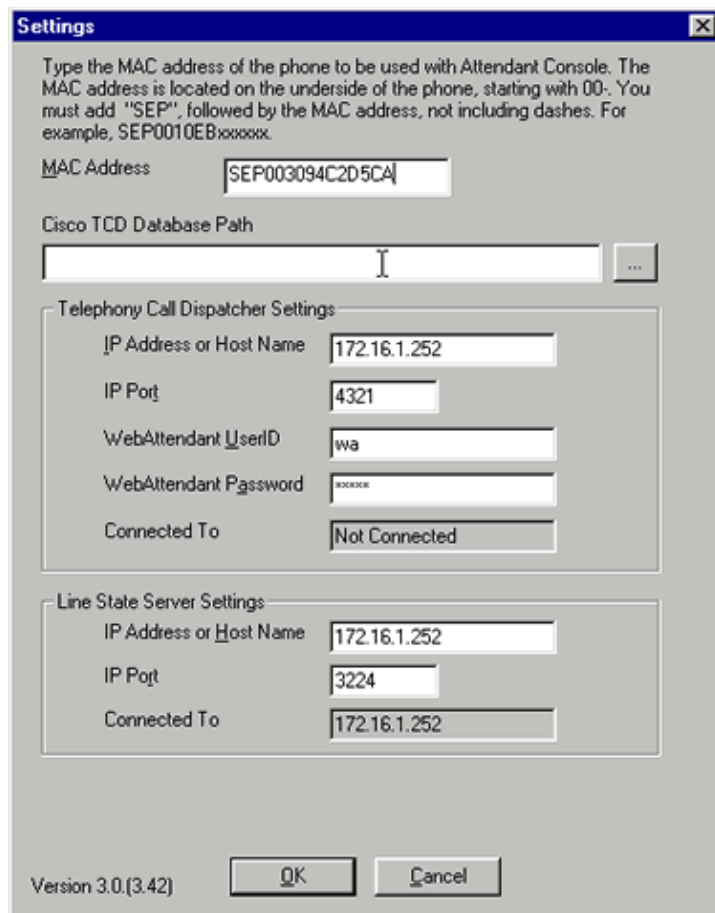 Settings
Type the MAC address of the phone to be used with Attendant Console. The
MAC address is located on the underside of the phone, starting with 00-. You
must add "SEP", followed by the MAC address, not including dashes. For
example, SEP0010EBxxxxxx.
MAC Address SEP003094C2D5CA
Cisco TCD Database Path
...
Telephony Call Dispatcher Settings
IP Address or Host Name 172.16.1.252
IP Port 4321
WebAttendant UserID wa
WebAttendant Password *****
Connected To Not Connected
Line State Server Settings
IP Address or Host Name 172.16.1.252
IP Port 3224
Connected To 172.16.1.252
Version 3.0.(3.42) OK Cancel